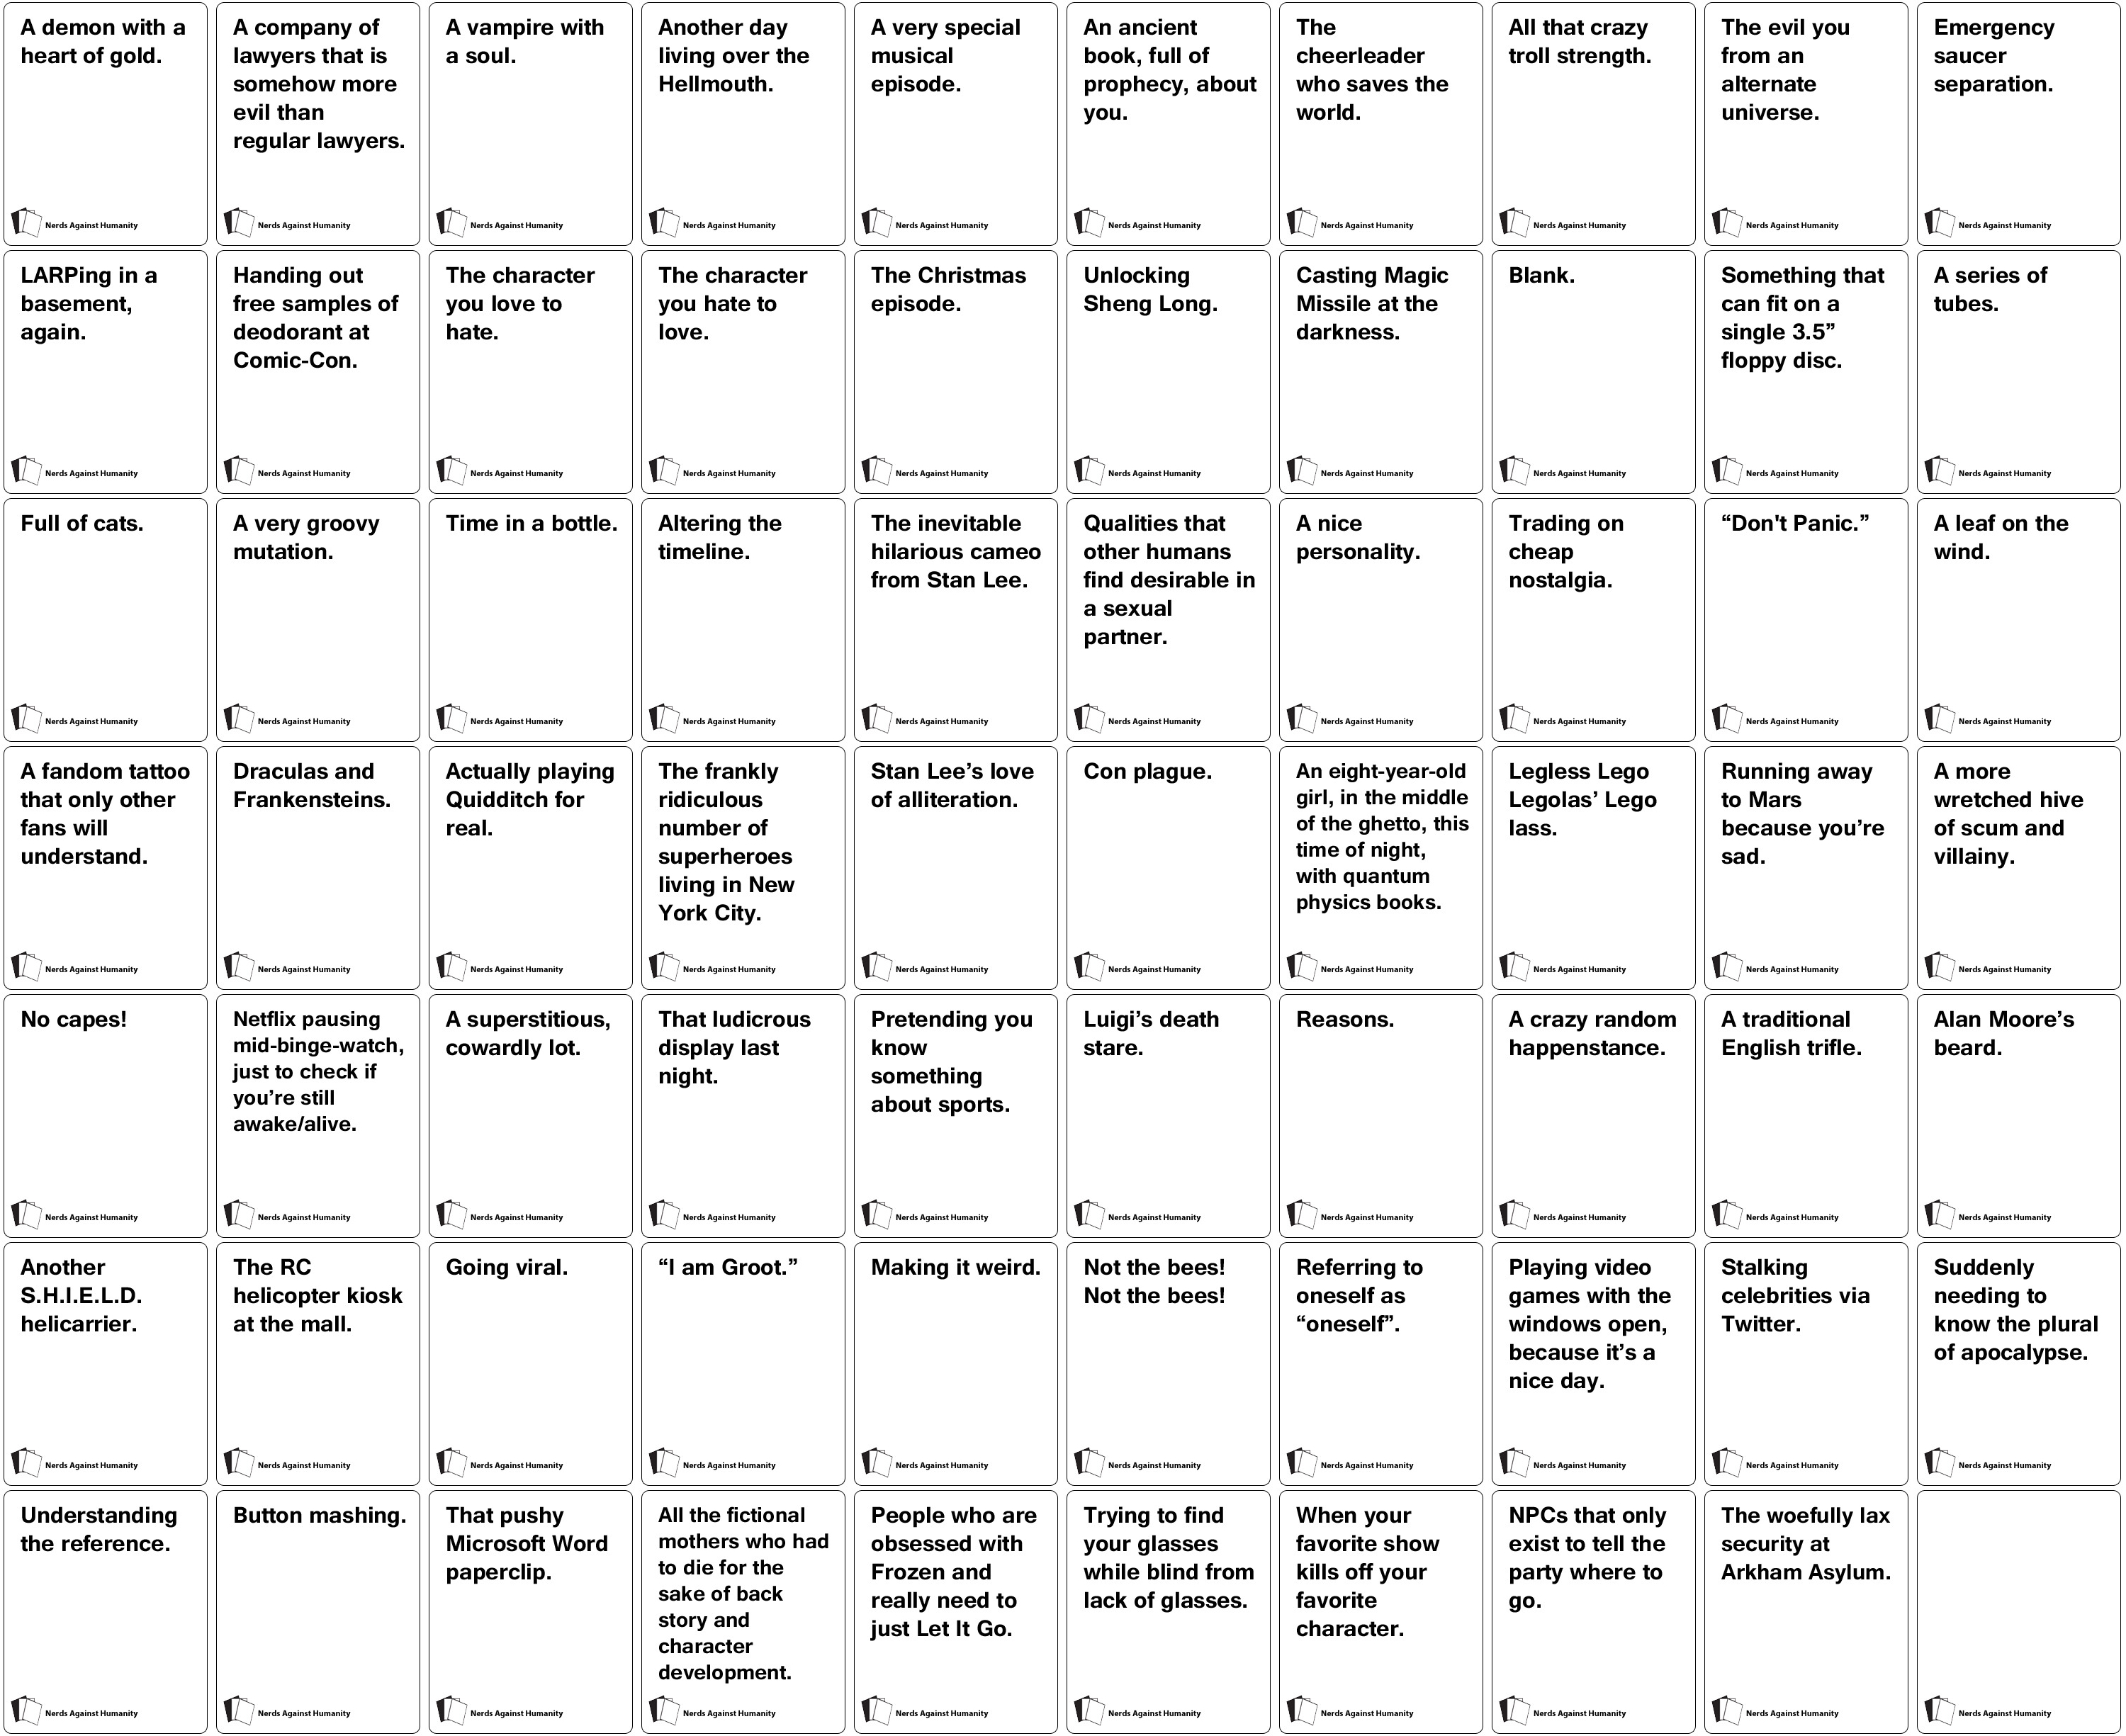 A demon with a
heart of gold.
Nerds Against Humanity
A company of
lawyers that is
somehow more
evil than
regular lawyers.
Nerds Against Humanity
A vampire with
a soul.
Nerds Against Humanity
Another day
living over the
Hellmouth.
Nerds Against Humanity
A very special
musical
episode.
Nerds Against Humanity
An ancient
book, full of
prophecy, about
you.
Nerds Against Humanity
The
cheerleader
who saves the
world.
Nerds Against Humanity
All that crazy
troll strength.
Nerds Against Humanity
The evil you
from an
alternate
universe.
Nerds Against Humanity
Emergency
saucer
separation.
Nerds Against Humanity
LARPing in a
basement,
again.
Nerds Against Humanity
Handing out
free samples of
deodorant at
Comic-Con.
Nerds Against Humanity
The character
you love to
hate.
Nerds Against Humanity
The character
you hate to
love.
Nerds Against Humanity
The Christmas
episode.
Nerds Against Humanity
Unlocking
Sheng Long.
Nerds Against Humanity
Casting Magic
Missile at the
darkness.
Nerds Against Humanity
Blank.
Nerds Against Humanity
Something that
can fit on a
single 3.5”
floppy disc.
Nerds Against Humanity
A series of
tubes.
Nerds Against Humanity
Full of cats.
Nerds Against Humanity
A very groovy
mutation.
Nerds Against Humanity
Time in a bottle.
Nerds Against Humanity
Altering the
timeline.
Nerds Against Humanity
The inevitable
hilarious cameo
from Stan Lee.
Nerds Against Humanity
Qualities that
other humans
find desirable in
a sexual
partner.
Nerds Against Humanity
A nice
personality.
Nerds Against Humanity
Trading on
cheap
nostalgia.
Nerds Against Humanity
“Don't Panic.”
Nerds Against Humanity
A leaf on the
wind.
Nerds Against Humanity
A fandom tattoo
that only other
fans will
understand.
Nerds Against Humanity
Draculas and
Frankensteins.
Nerds Against Humanity
Actually playing
Quidditch for
real.
Nerds Against Humanity
The frankly
ridiculous
number of
superheroes
living in New
York City.
Nerds Against Humanity
Stan Lee’s love
of alliteration.
Nerds Against Humanity
Con plague.
Nerds Against Humanity
An eight-year-old
girl, in the middle
of the ghetto, this
time of night,
with quantum
physics books.
Nerds Against Humanity
Legless Lego
Legolas’ Lego
lass.
Nerds Against Humanity
Running away
to Mars
because you’re
sad.
Nerds Against Humanity
A more
wretched hive
of scum and
villainy.
Nerds Against Humanity
No capes!
Nerds Against Humanity
Netflix pausing
mid-binge-watch,
just to check if
you’re still
awake/alive.
Nerds Against Humanity
A superstitious,
cowardly lot.
Nerds Against Humanity
That ludicrous
display last
night.
Nerds Against Humanity
Pretending you
know
something
about sports.
Nerds Against Humanity
Luigi’s death
stare.
Nerds Against Humanity
Reasons.
Nerds Against Humanity
A crazy random
happenstance.
Nerds Against Humanity
A traditional
English trifle.
Nerds Against Humanity
Alan Moore’s
beard.
Nerds Against Humanity
Another
S.H.I.E.L.D.
helicarrier.
Nerds Against Humanity
The RC
helicopter kiosk
at the mall.
Nerds Against Humanity
Going viral.
Nerds Against Humanity
“I am Groot.”
Nerds Against Humanity
Making it weird.
Nerds Against Humanity
Not the bees!
Not the bees!
Nerds Against Humanity
Referring to
oneself as
“oneself”.
Nerds Against Humanity
Playing video
games with the
windows open,
because it’s a
nice day.
Nerds Against Humanity
Stalking
celebrities via
Twitter.
Nerds Against Humanity
Suddenly
needing to
know the plural
of apocalypse.
Nerds Against Humanity
Understanding
the reference.
Nerds Against Humanity
Button mashing.
Nerds Against Humanity
That pushy
Microsoft Word
paperclip.
Nerds Against Humanity
All the fictional
mothers who had
to die for the
sake of back
story and
character
development.
Nerds Against Humanity
People who are
obsessed with
Frozen and
really need to
just Let It Go.
Nerds Against Humanity
Trying to find
your glasses
while blind from
lack of glasses.
Nerds Against Humanity
When your
favorite show
kills off your
favorite
character.
Nerds Against Humanity
NPCs that only
exist to tell the
party where to
go.
Nerds Against Humanity
The woefully lax
security at
Arkham Asylum.
Nerds Against Humanity
Nerds Against Humanity